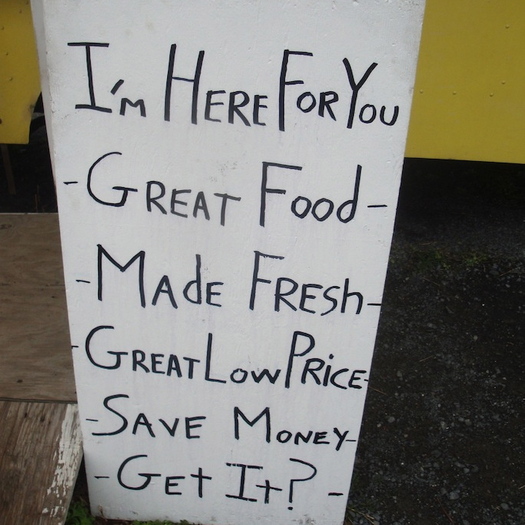 I'm Here For You
- Great Food -
- Made Fresh -
- Great Low Price -
- Save Money -
- Get It? -